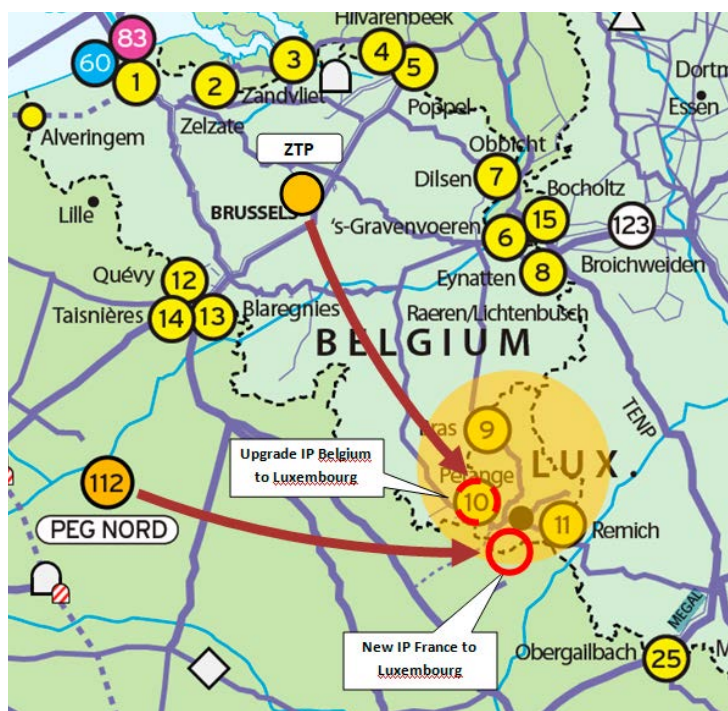 Hilvarenbeek
83
60
3
4
5
1
2
Zandvliet
Dortm
Essen
Poppel
Zelzate
Alveringem
ZTP
Obbicht
7
Dilsen
Bocholtz
Lille
BRUSSELS
's-Gravenvoeren
15
123
6
Quévy
12
Eynatten
8
Broichweiden
Taisnières
14
13
Blaregnies
Raeren/Lichtenbusch
BELGIUM
TENP
Bras
9
Upgrade IP Belgium
to Luxembourg
Pétange
LUX.
112
10
11
Remich
PEG NORD
MEGAL
New IP France to
Luxembourg
Obergailbach
25
M